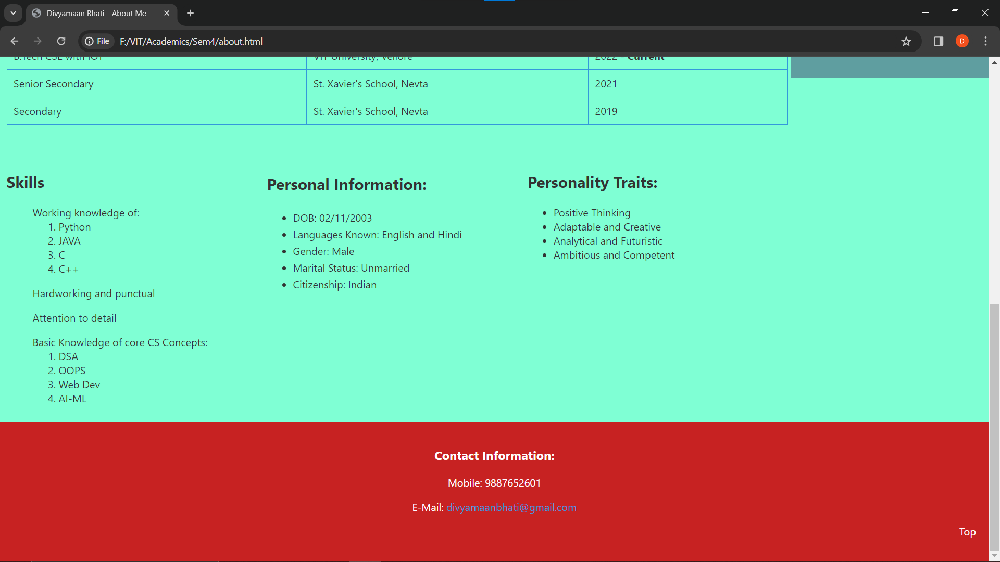 Divyamaan Bhati - About Me
File F:/VIT/Academics/Sem4/about.html
D
B.Tech CSE with IOT VIT University, Vellore 2022 - Current
Senior Secondary St. Xavier's School, Nevta 2021
Secondary St. Xavier's School, Nevta 2019
Skills
Working knowledge of:
1. Python
2. JAVA
3. C
4. C++
Hardworking and punctual
Attention to detail
Basic Knowledge of core CS Concepts:
1. DSA
2. OOPS
3. Web Dev
4. AI-ML
Personal Information:
• DOB: 02/11/2003
• Languages Known: English and Hindi
• Gender: Male
• Marital Status: Unmarried
• Citizenship: Indian
Personality Traits:
• Positive Thinking
• Adaptable and Creative
• Analytical and Futuristic
• Ambitious and Competent
Contact Information:
Mobile: 9887652601
E-Mail: divyamaanbhati@gmail.com
Top